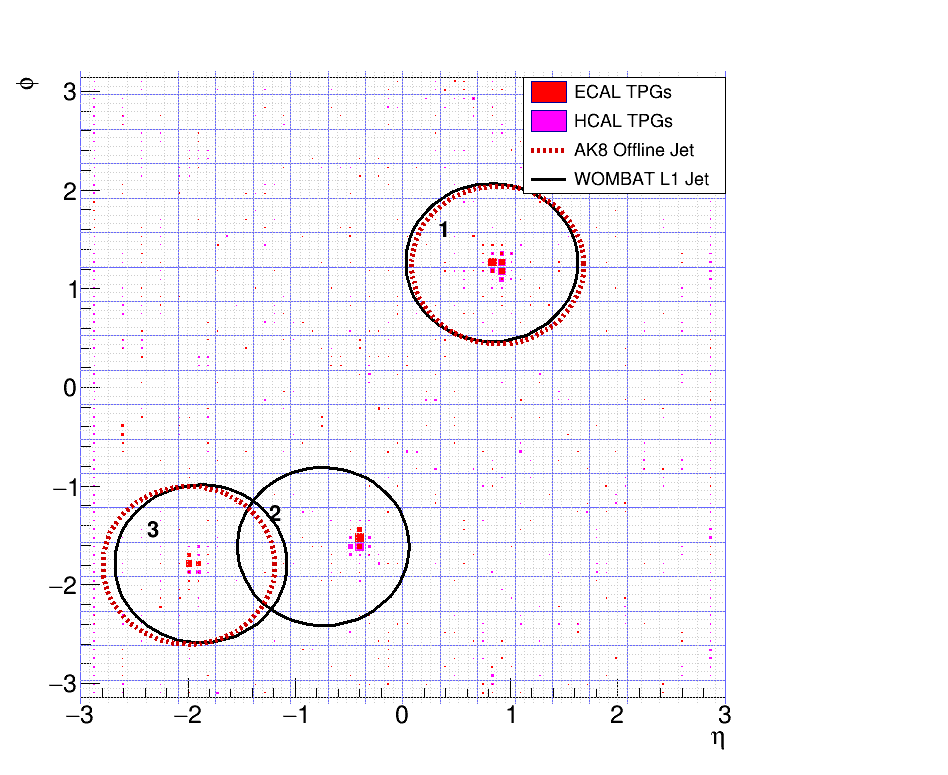 ϕ
3
2
1
0
−1
−2
−3
ECAL TPGs
HCAL TPGs
AK8 Offline Jet
WOMBAT L1 Jet
1
2
3
−3 −2 −1 0 1 2 3
η